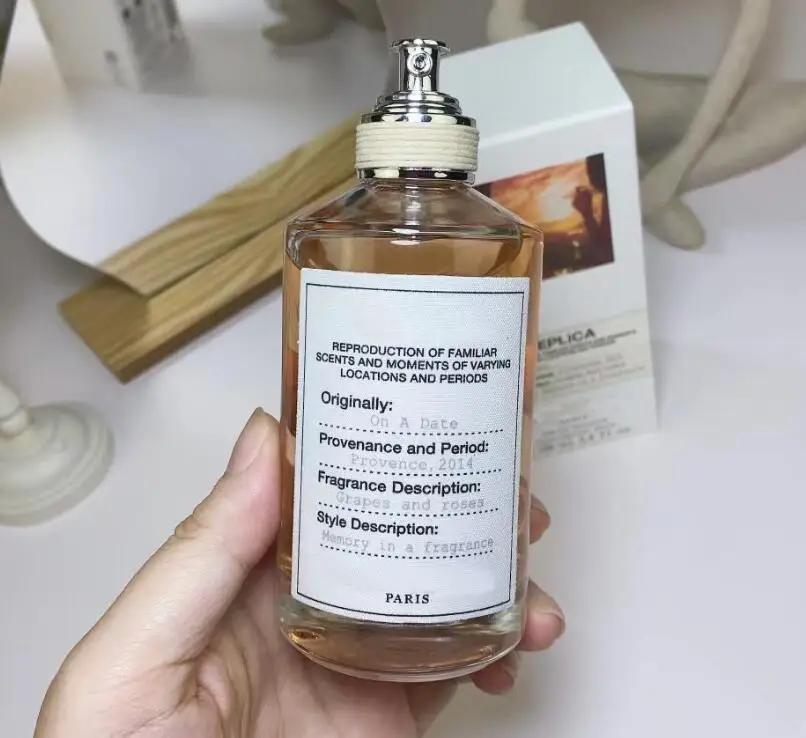 REPRODUCTION OF FAMILIAR
SCENTS AND MOMENTS OF VARYING
LOCATIONS AND PERIODS
Originally:
On A Date
Provenance and Period:
Provence,2014
Fragrance Description:
Grapes and roses
Style Description:
Memory in a fragrance
PARIS
EPLICA